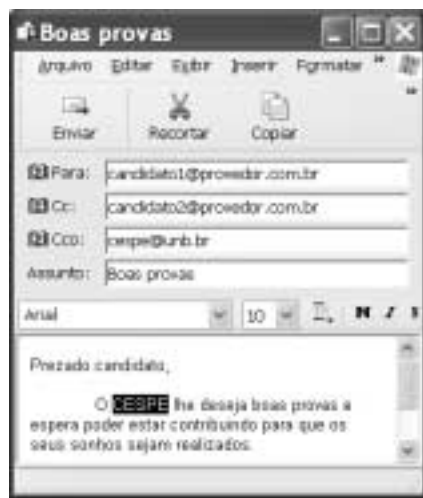 Boas provas
Arquivo Editar Exibir Inserir Formatar »
»
Enviar Recortar Copiar
Para: candidato1@provedor.com.br
Cc: candidato2@provedor.com.br
Cco: cespe@unb.br
Assunto: Boas provas
Arial 10 N I
Prezado candidato,
O CESPE lhe deseja boas provas e
espera poder estar contribuindo para que os
seus sonhos sejam realizados.